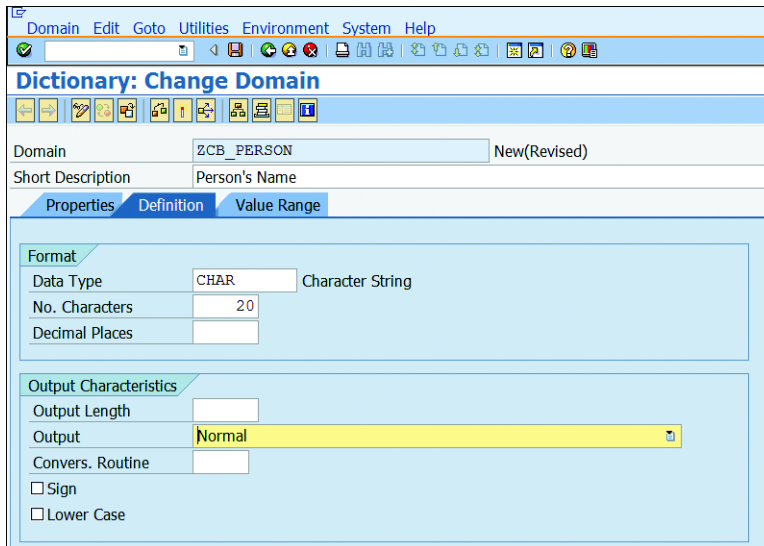 Domain Edit Goto Utilities Environment System Help
Dictionary: Change Domain
Domain ZCB_PERSON New(Revised)
Short Description Person's Name
Properties Definition Value Range
Format
Data Type CHAR Character String
No. Characters 20
Decimal Places
Output Characteristics
Output Length
Output Normal
Convers. Routine
Sign
Lower Case